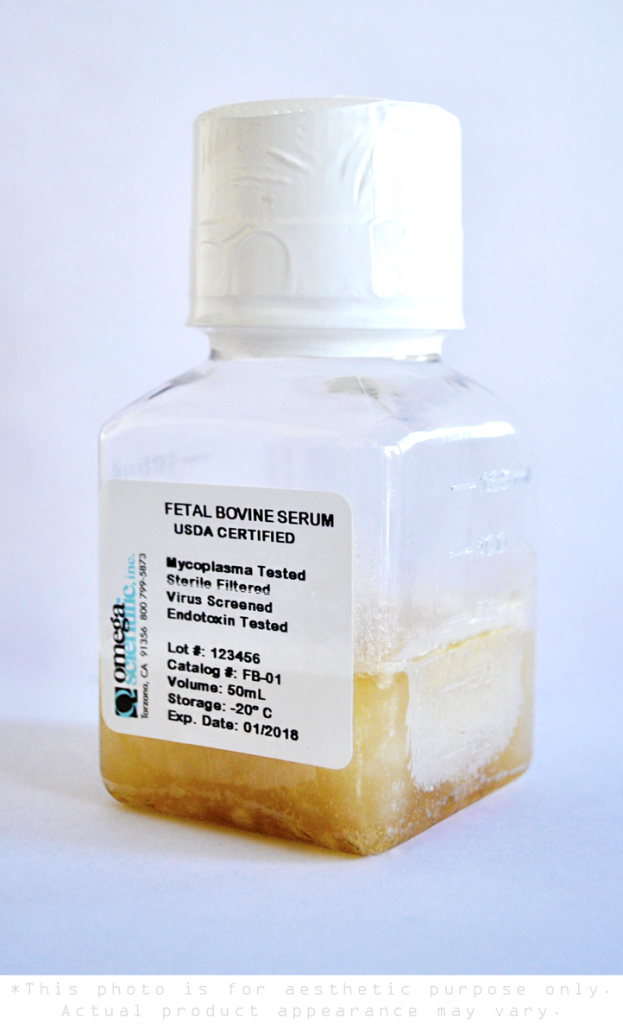 FETAL BOVINE SERUM
USDA CERTIFIED
Mycoplasma Tested
Sterile Filtered
Virus Screened
Endotoxin Tested
Lot #: 123456
Catalog #: FB-01
Volume: 50mL
Storage: -20° C
Exp. Date: 01/2018
omega
scientific, inc.
Tarzana, CA 91356 800 799-5873
100
*This photo is for aesthetic purpose only.
Actual product appearance may vary.